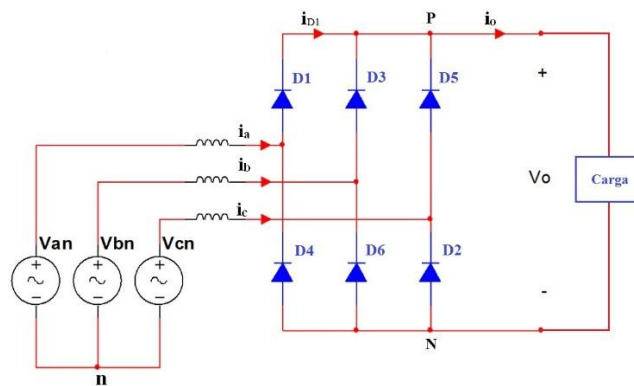 iD1
P
io
D1
D3
D5
+
ia
ib
Vo
Carga
ic
Van
Vbn
Vcn
D4
D6
D2
+
+
+
-
-
-
-
N
n